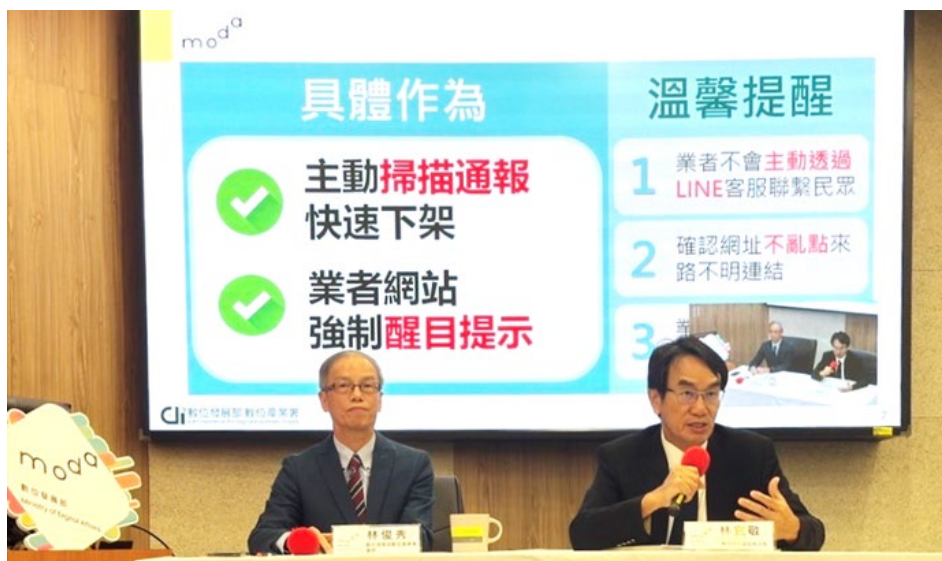 moda
具體作為
主動掃描通報
快速下架
業者網站
強制醒目提示
溫馨提醒
1 業者不會主動透過
LINE客服聯繫民眾
2 確認網址不亂點來
路不明連結
3
數位發展部數位產業署
7
moda
數位發展部
Ministry of Digital Affairs
林俊秀